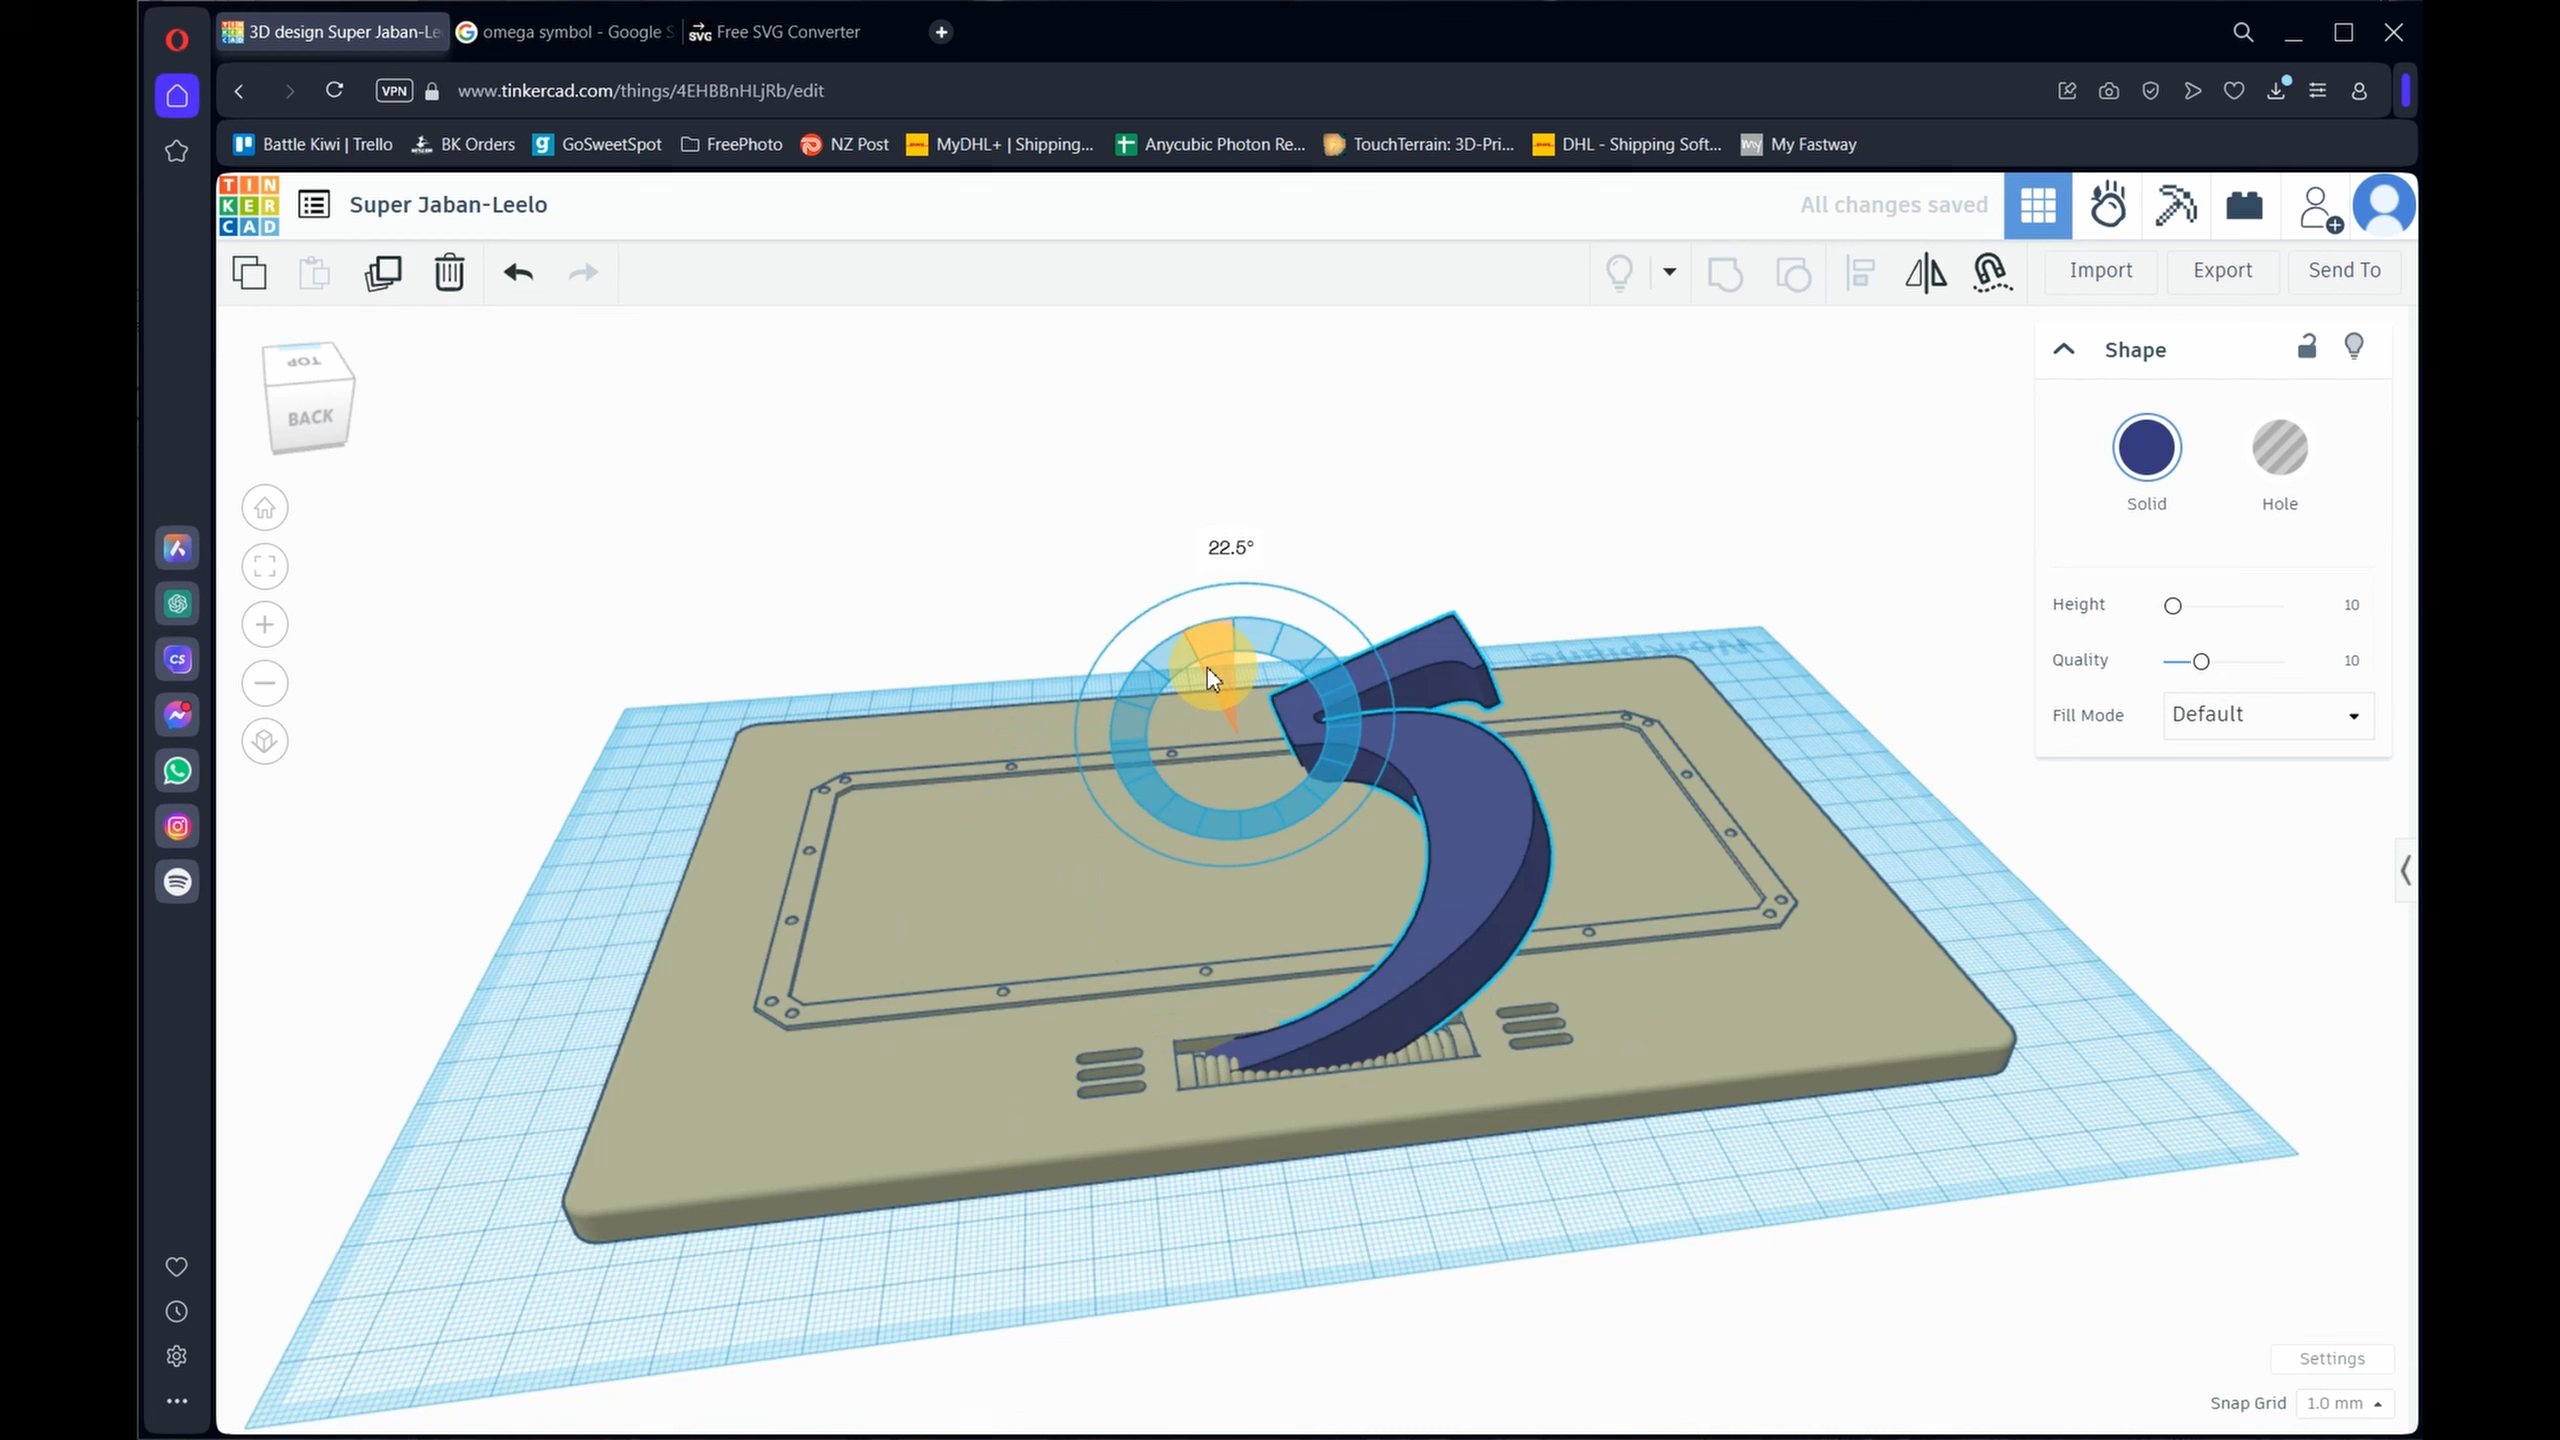 3D design Super Jaban-Le
omega symbol - Google S
SVG Free SVG Converter
VPN www.tinkercad.com/things/4EHBBnHLjRb/edit
Battle Kiwi | Trello
BK Orders
GoSweetSpot
FreePhoto
NZ Post
MyDHL+ | Shipping...
Anycubic Photon Re...
TouchTerrain: 3D-Pri...
DHL - Shipping Soft...
My Fastway
TIN
KER
CAD
Super Jaban-Leelo
All changes saved
Import
Export
Send To
TOP
BACK
CS
22.5°
Workplane
Shape
Solid
Hole
Height 10
Quality 10
Fill Mode Default
Settings
Snap Grid 1.0 mm